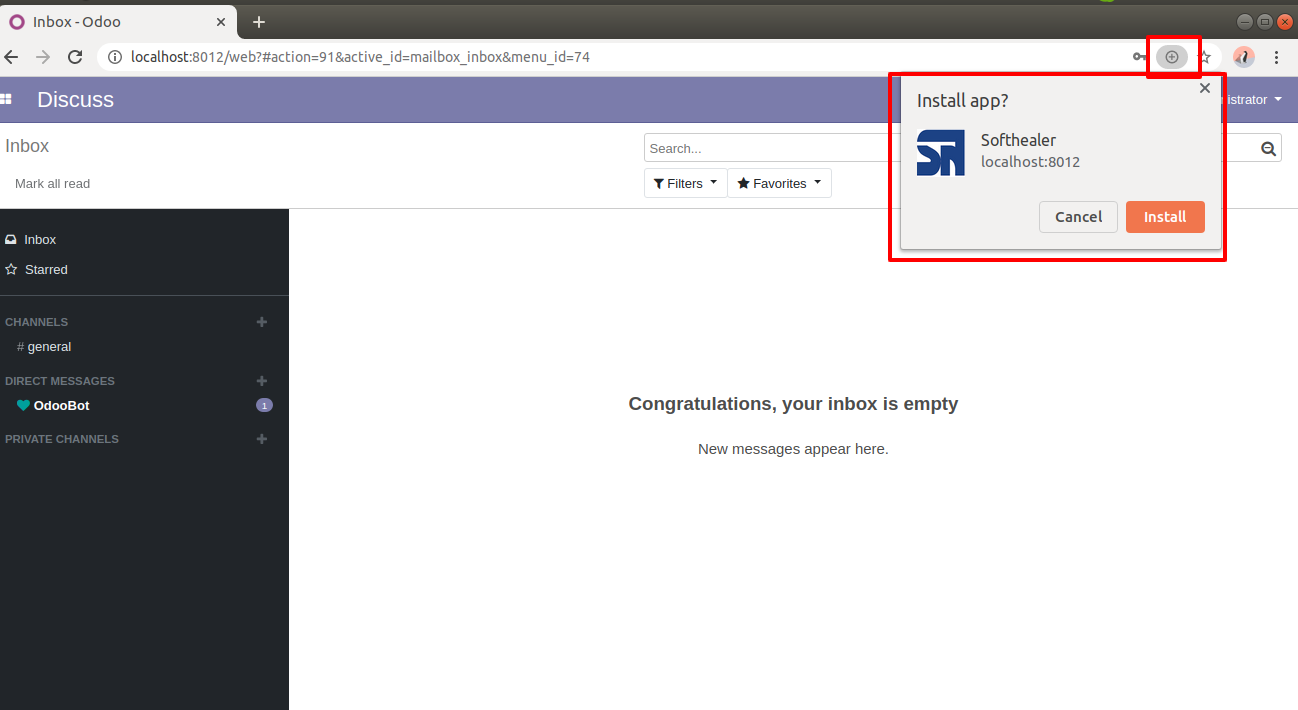 Inbox - Odoo
localhost:8012/web?#action=91&active_id=mailbox_inbox&menu_id=74
Discuss
istrator
Install app?
Softhealer
localhost:8012
Cancel Install
Inbox
Search...
Mark all read
Filters Favorites
Inbox
Starred
CHANNELS
# general
DIRECT MESSAGES
OdooBot 1
PRIVATE CHANNELS
Congratulations, your inbox is empty
New messages appear here.